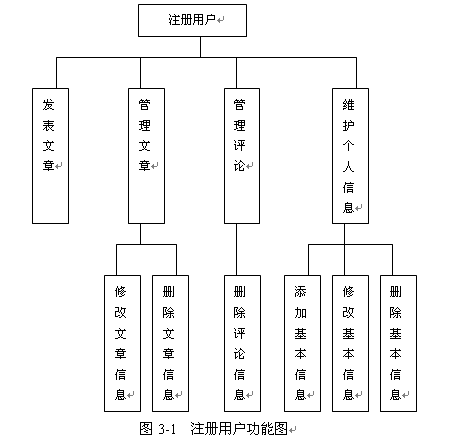 注册用户
发表文章
管理文章
管理评论
维护个人信息
修改文章信息
删除文章信息
删除评论信息
添加基本信息
修改基本信息
删除基本信息
图 3-1 注册用户功能图